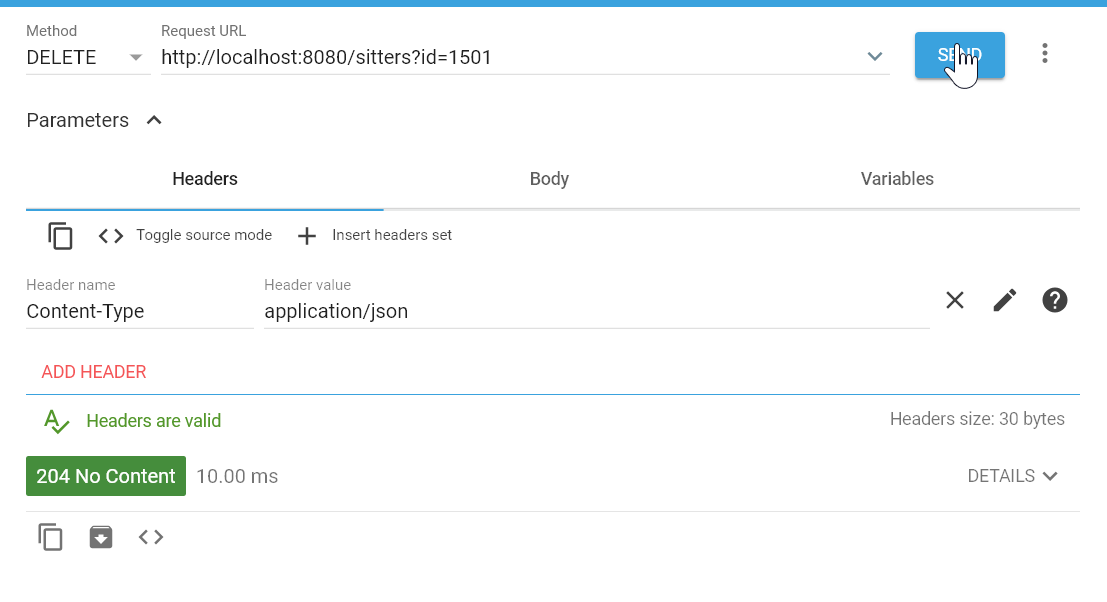 Method
Request URL
DELETE
http://localhost:8080/sitters?id=1501
SEND
Parameters
Headers
Body
Variables
Toggle source mode
Insert headers set
Header name
Header value
Content-Type
application/json
ADD HEADER
Headers are valid
Headers size: 30 bytes
204 No Content
10.00 ms
DETAILS